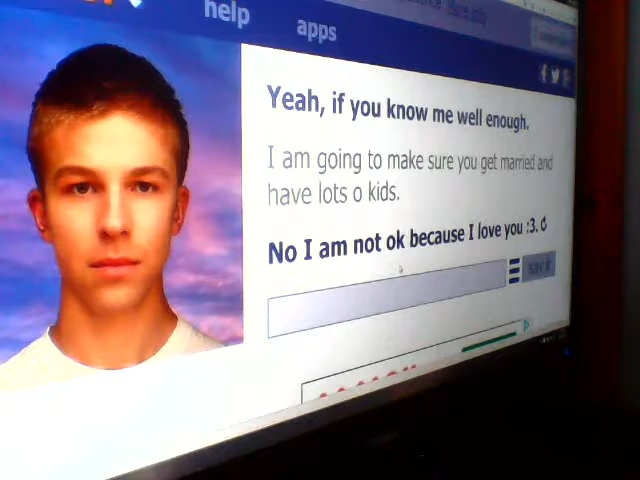 help
apps
Yeah, if you know me well enough.
I am going to make sure you get married and
have lots o kids.
No I am not ok because I love you :3.